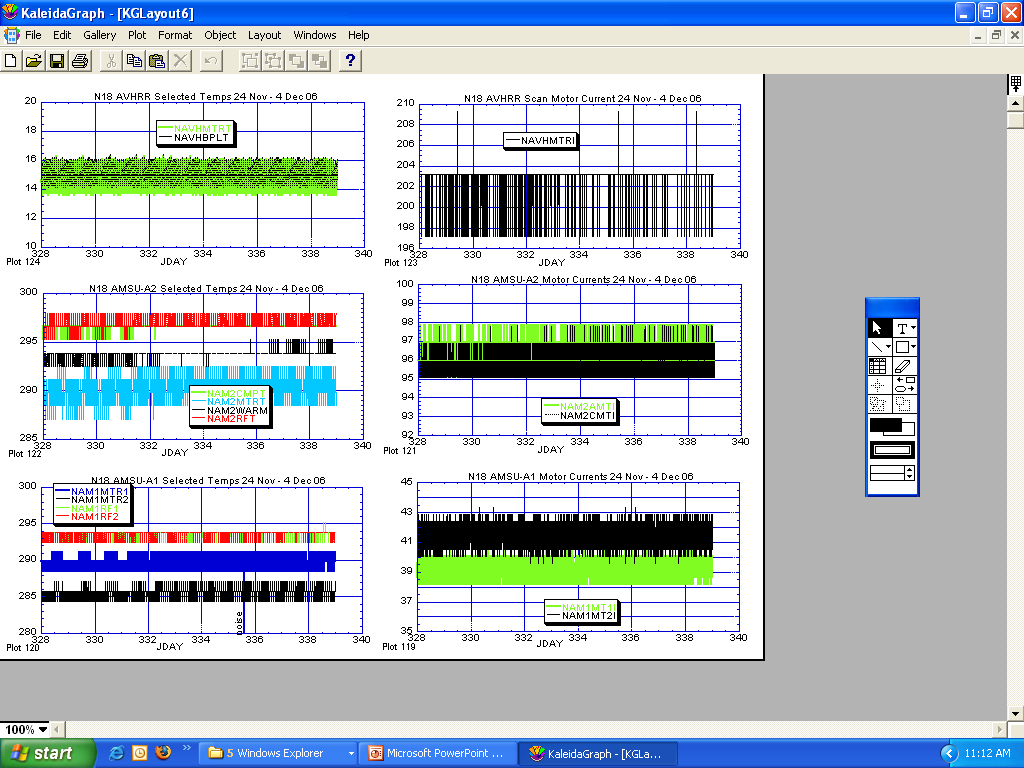 KaleidaGraph - [KGLayout6]
File Edit Gallery Plot Format Object Layout Windows Help
N18 AVHRR Selected Temps 24 Nov - 4 Dec 06
20
18
16
14
12
10
NAVHMTRT
NAVHBPLT
328 330 332 334 336 338 340
JDAY
Plot 124
N18 AVHRR Scan Motor Current 24 Nov - 4 Dec 06
210
208
206
204
202
200
198
196
NAVHMTRI
328 330 332 334 336 338 340
JDAY
Plot 123
N18 AMSU-A2 Selected Temps 24 Nov - 4 Dec 06
300
295
290
285
NAM2CMPT
NAM2MTRT
NAM2WARM
NAM2RFT
328 330 332 334 336 338 340
JDAY
Plot 122
N18 AMSU-A2 Motor Currents 24 Nov - 4 Dec 06
100
99
98
97
96
95
94
93
92
NAM2AMTI
NAM2CMTI
328 330 332 334 336 338 340
JDAY
Plot 121
N18 AMSU-A1 Selected Temps 24 Nov - 4 Dec 06
300
295
290
285
280
NAM1MTR1
NAM1MTR2
NAM1RF1
NAM1RF2
noise
328 330 332 334 336 338 340
JDAY
Plot 120
N18 AMSU-A1 Motor Currents 24 Nov - 4 Dec 06
45
43
41
39
37
35
NAM1MT1I
NAM1MT2I
328 330 332 334 336 338 340
JDAY
Plot 119
T
100%
start
5 Windows Explorer
Microsoft PowerPoint ...
KaleidaGraph - [KGLa...
11:12 AM